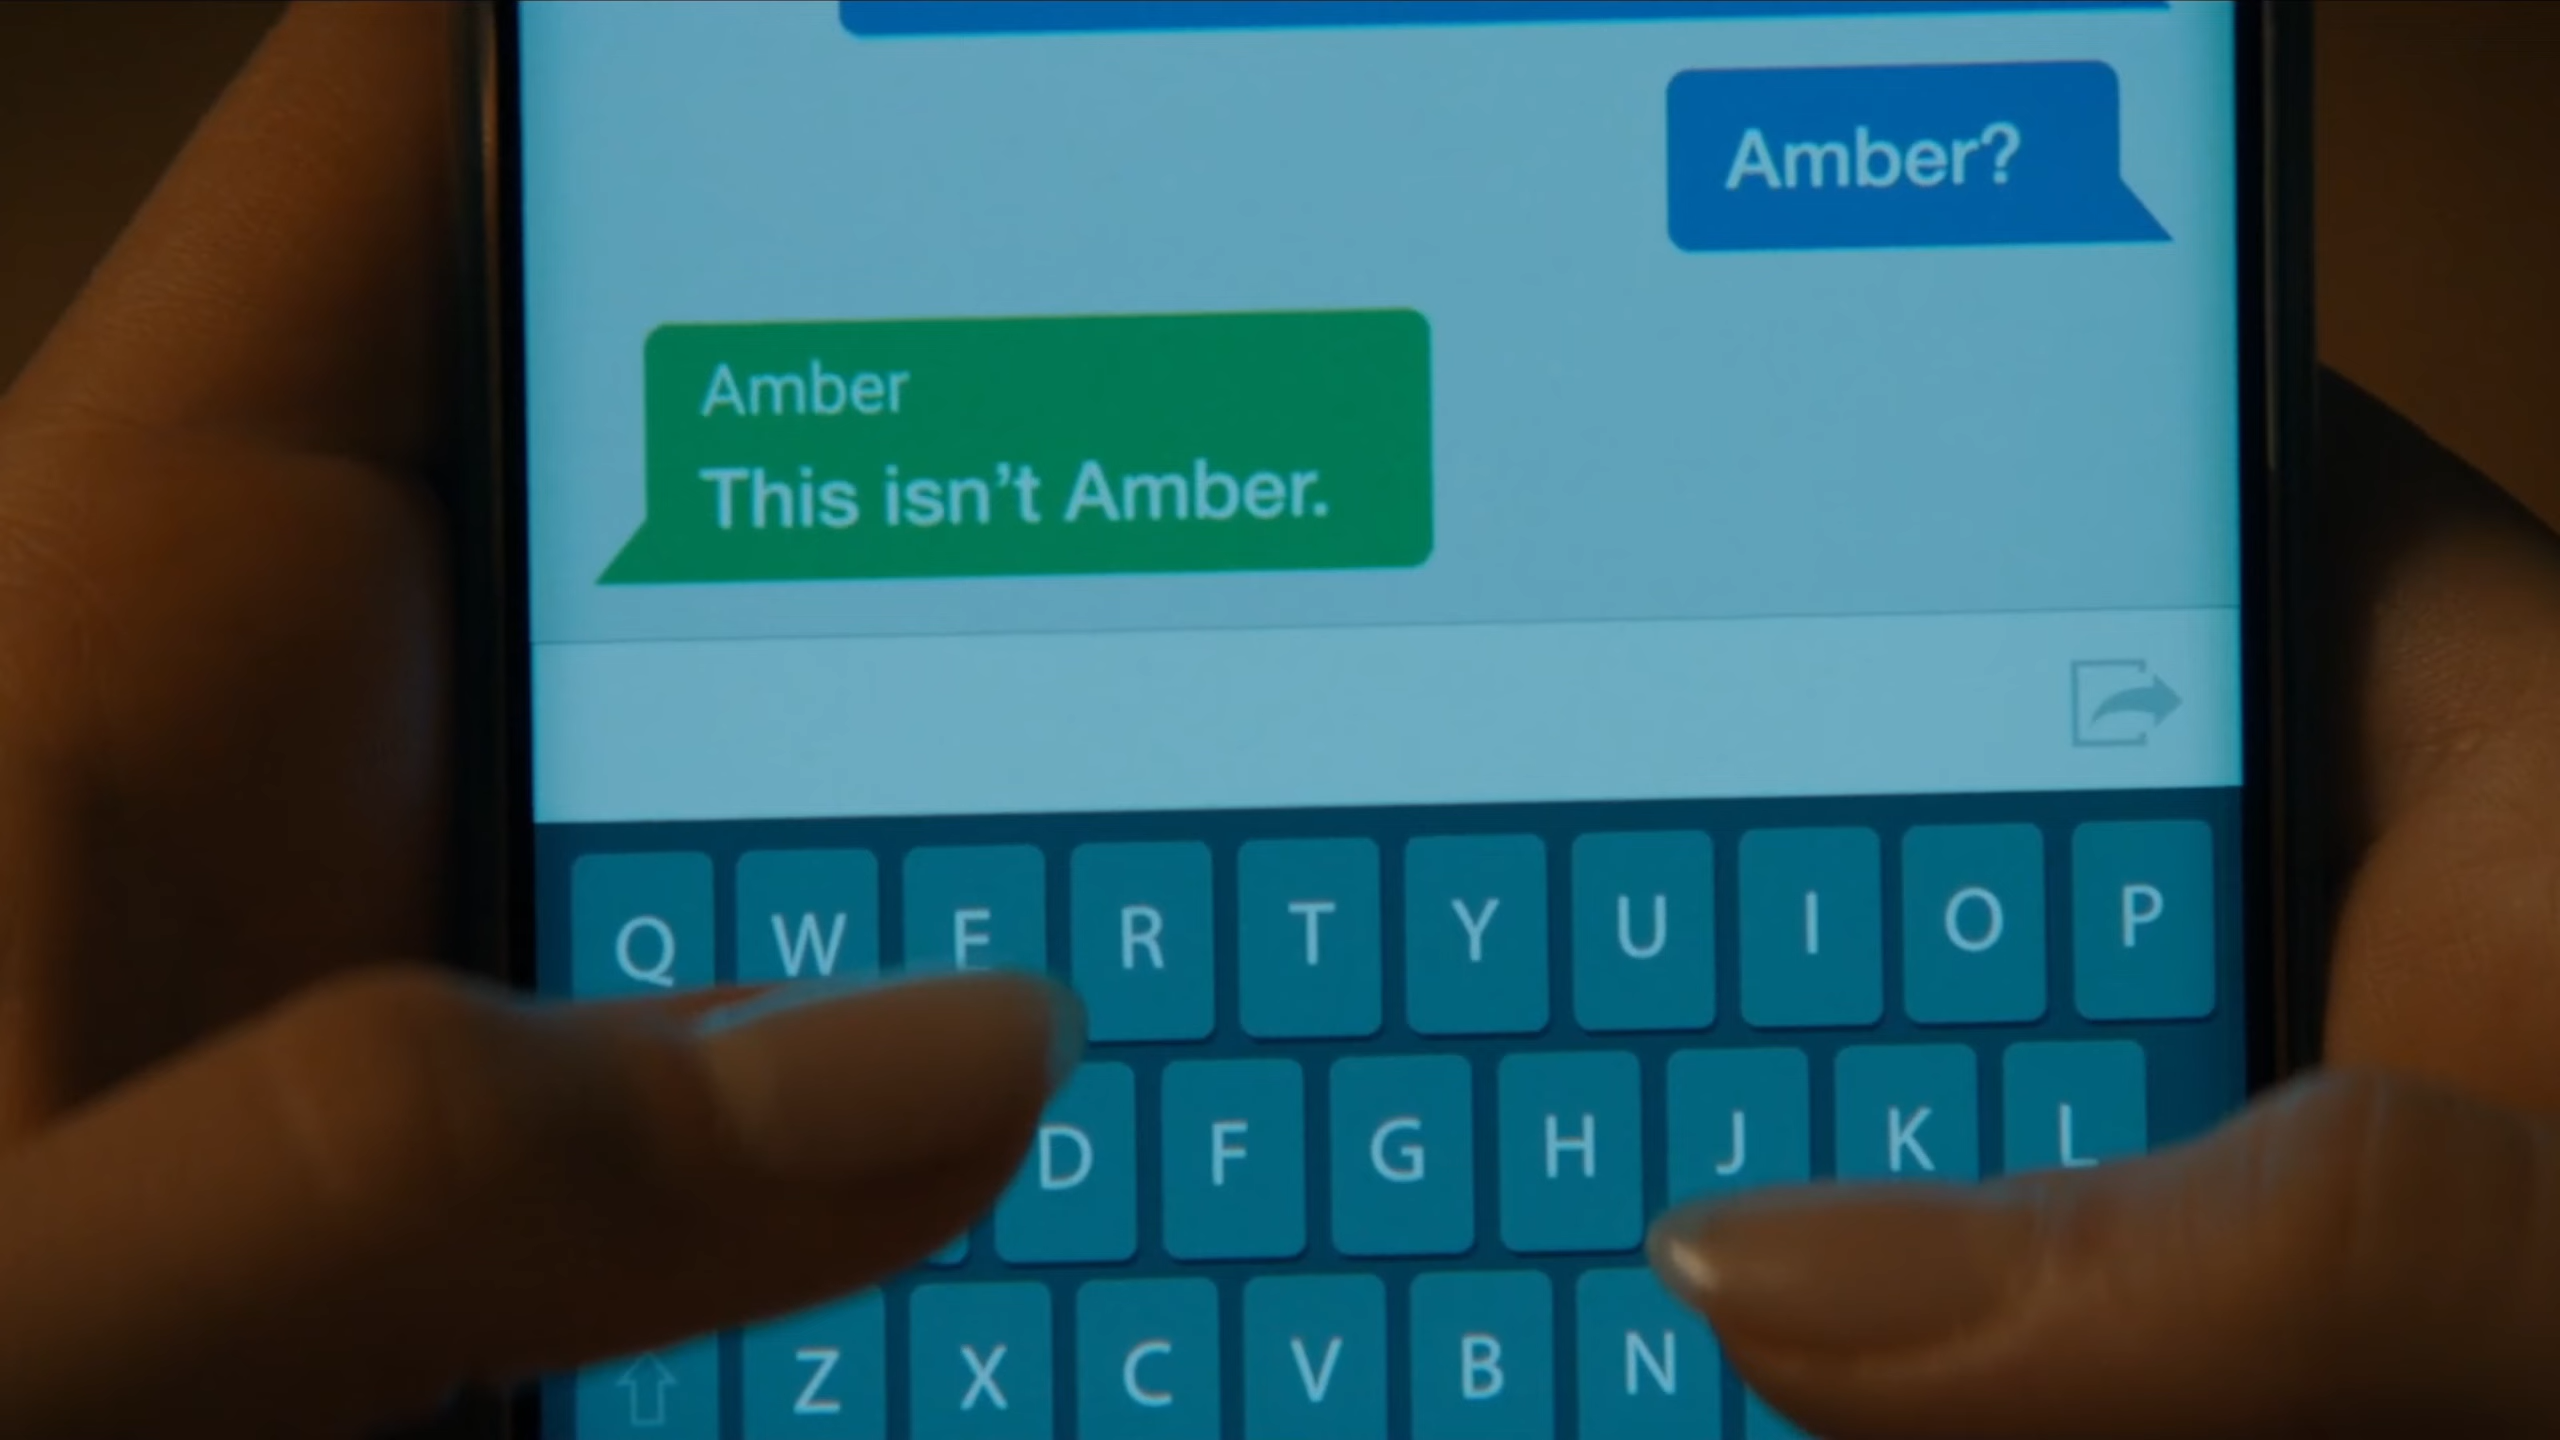 Amber?
Amber
This isn't Amber.
Q W E R T Y U I O P
D F G H J K L
Z X C V B N